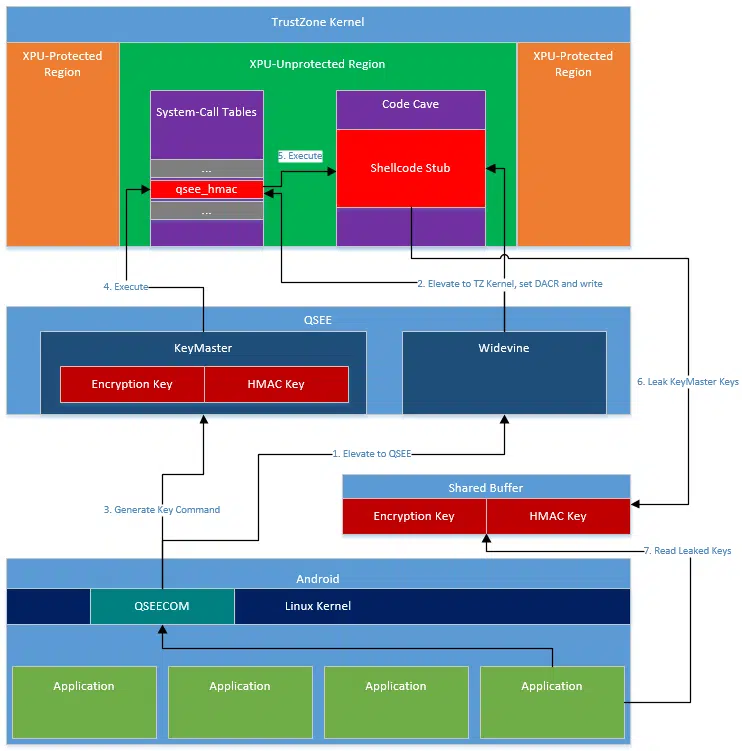 TrustZone Kernel
XPU-Protected
Region
XPU-Unprotected Region
XPU-Protected
Region
System-Call Tables
Code Cave
...
5. Execute
Shellcode Stub
qsee_hmac
...
4. Execute
2. Elevate to TZ Kernel, set DACR and write
QSEE
KeyMaster
Widevine
Encryption Key
HMAC Key
6. Leak KeyMaster Keys
1. Elevate to QSEE
Shared Buffer
3. Generate Key Command
Encryption Key
HMAC Key
7. Read Leaked Keys
Android
QSEECOM
Linux Kernel
Application
Application
Application
Application